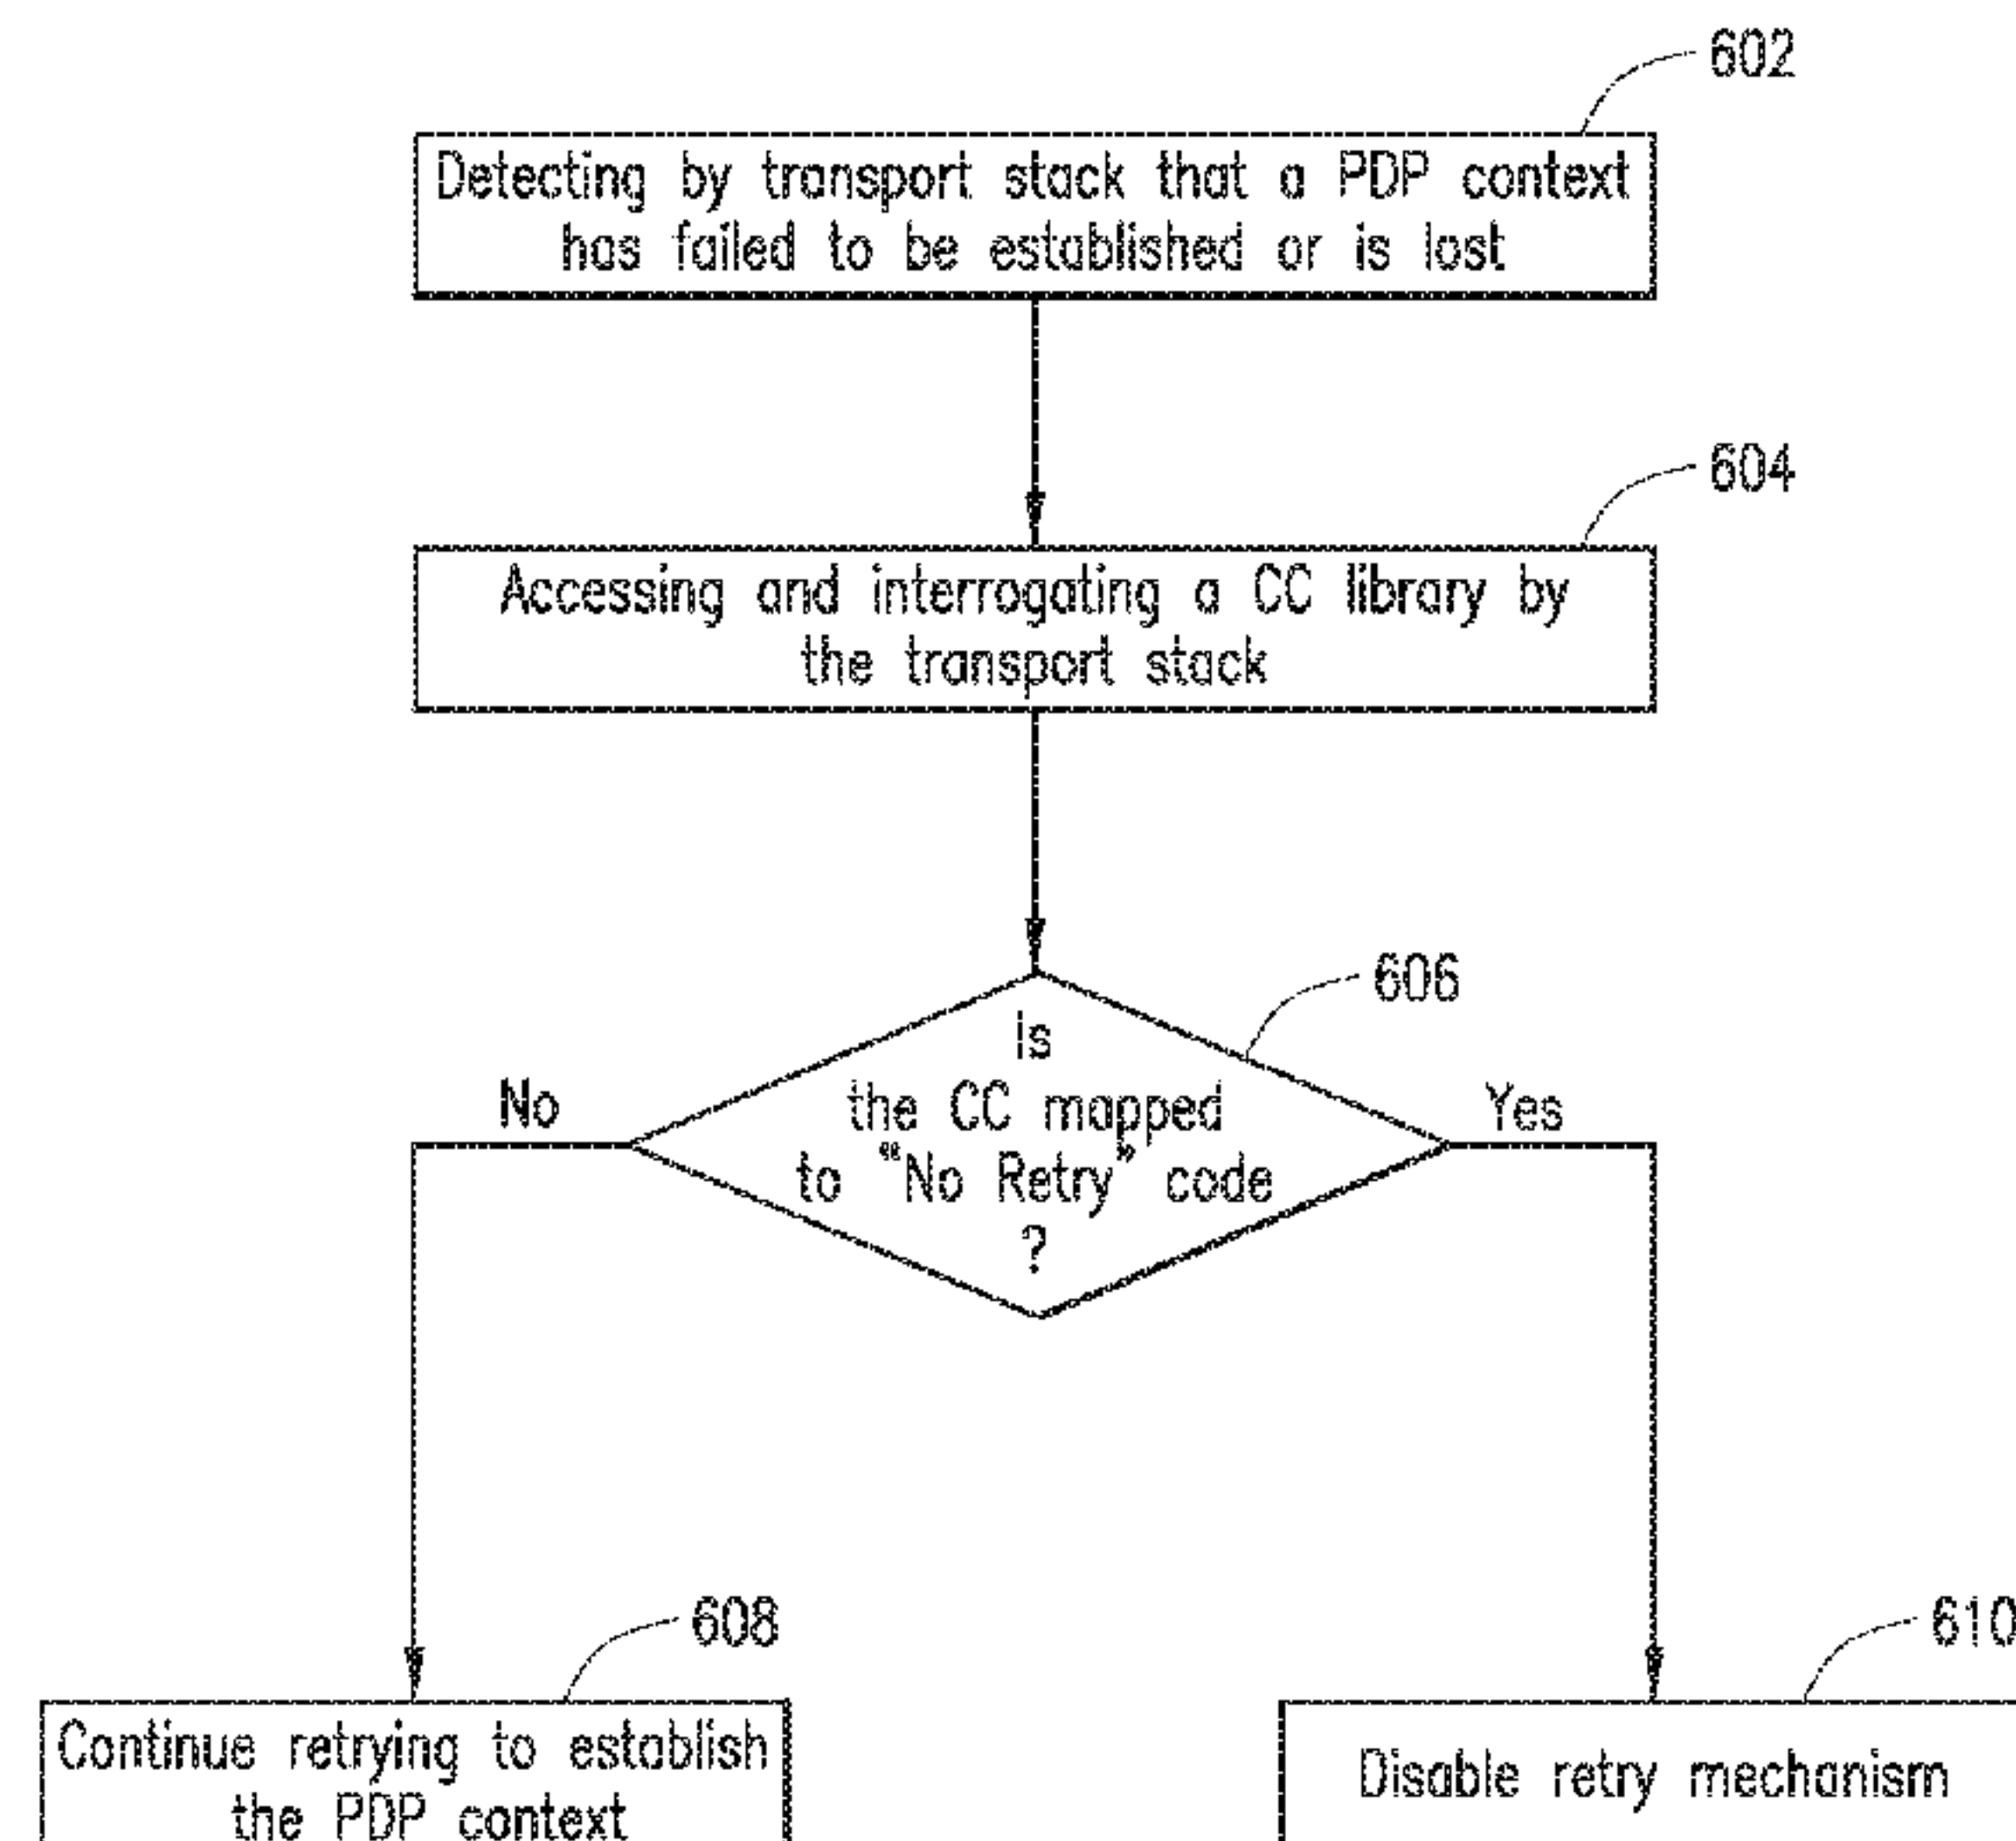 602
Detecting by transport stack that a PDP context
has failed to be established or is lost
604
Accessing and interrogating a CC library by
the transport stack
606
Is
the CC mapped
to "No Retry" code
?
No
Yes
608
Continue retrying to establish
the PDP context
610
Disable retry mechanism